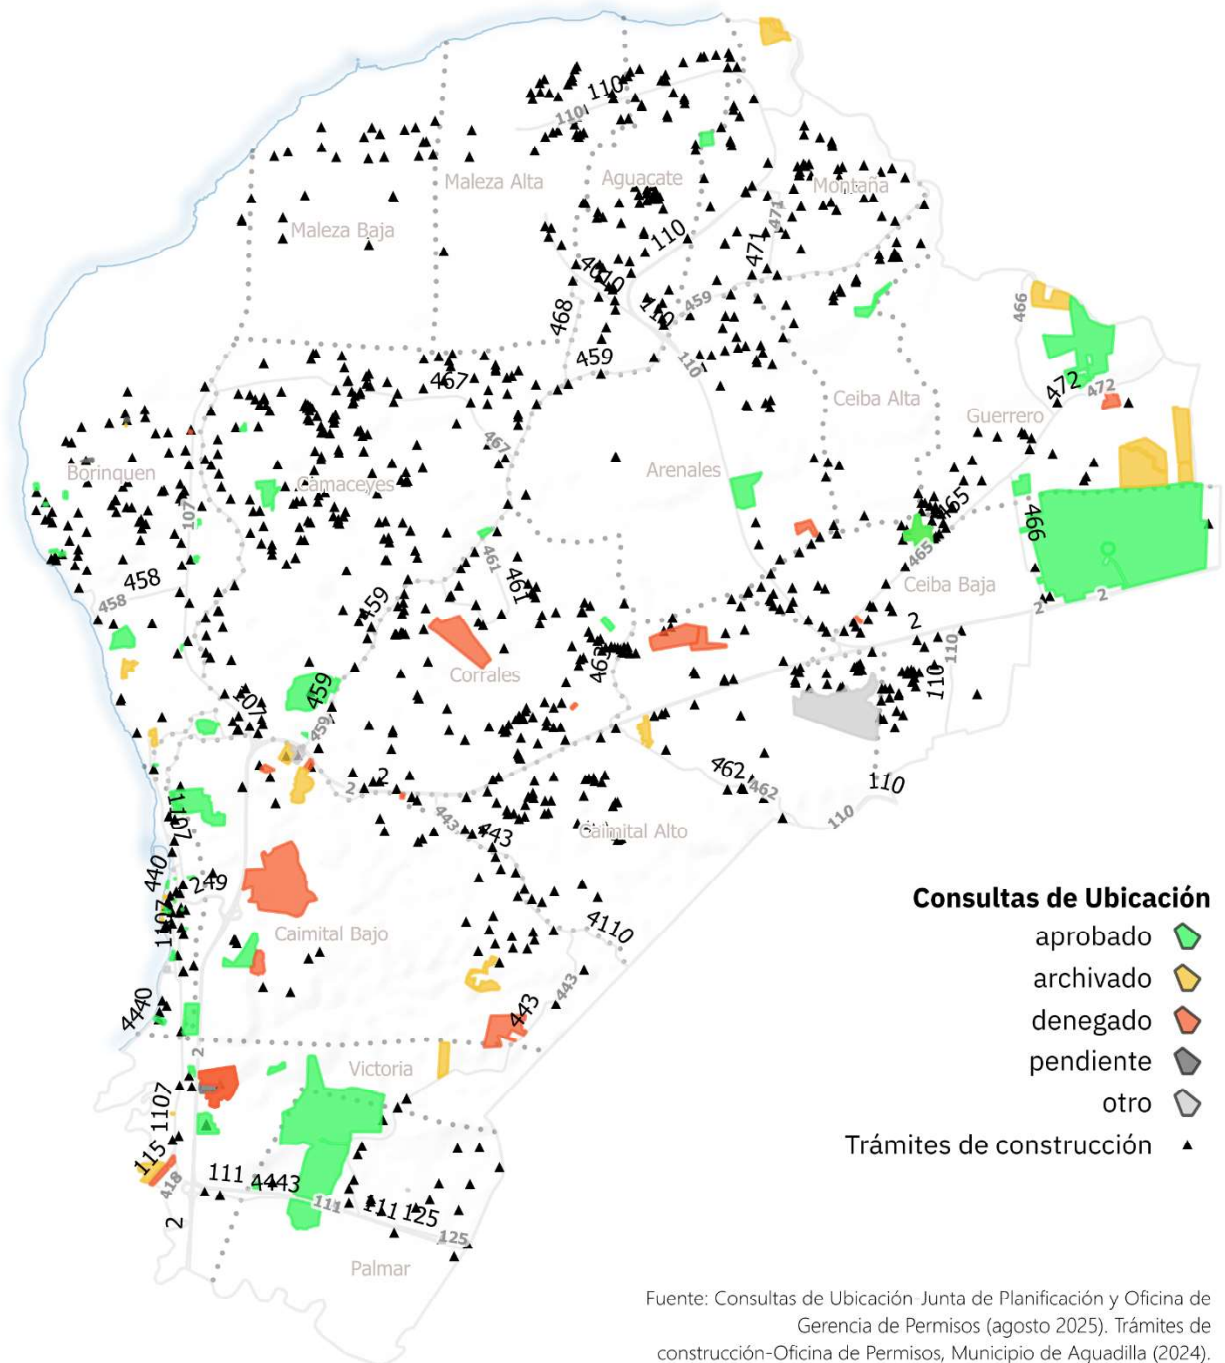 110
110
Maleza Alta
Aguacate
Montaña
471
Maleza Baja
110
471
4010
459
110
466
468
459
110
467
472
472
Ceiba Alta
Guerrero
467
Borinquen
Camaceyes
Arenales
107
465
466
465
461
461
458
458
459
Ceiba Baja
2
2
2
463
110
Corrales
110
459
107
459
2
2
462
462
110
110
1107
443
443
Caimital Alto
440
249
1107
4110
Caimital Bajo
443
443
4440
2
Victoria
1107
115
418
111
4443
111
111
125
125
2
Palmar
Consultas de Ubicación
aprobado
archivado
denegado
pendiente
otro
Trámites de construcción
Fuente: Consultas de Ubicación-Junta de Planificación y Oficina de
Gerencia de Permisos (agosto 2025). Trámites de
construcción-Oficina de Permisos, Municipio de Aguadilla (2024).